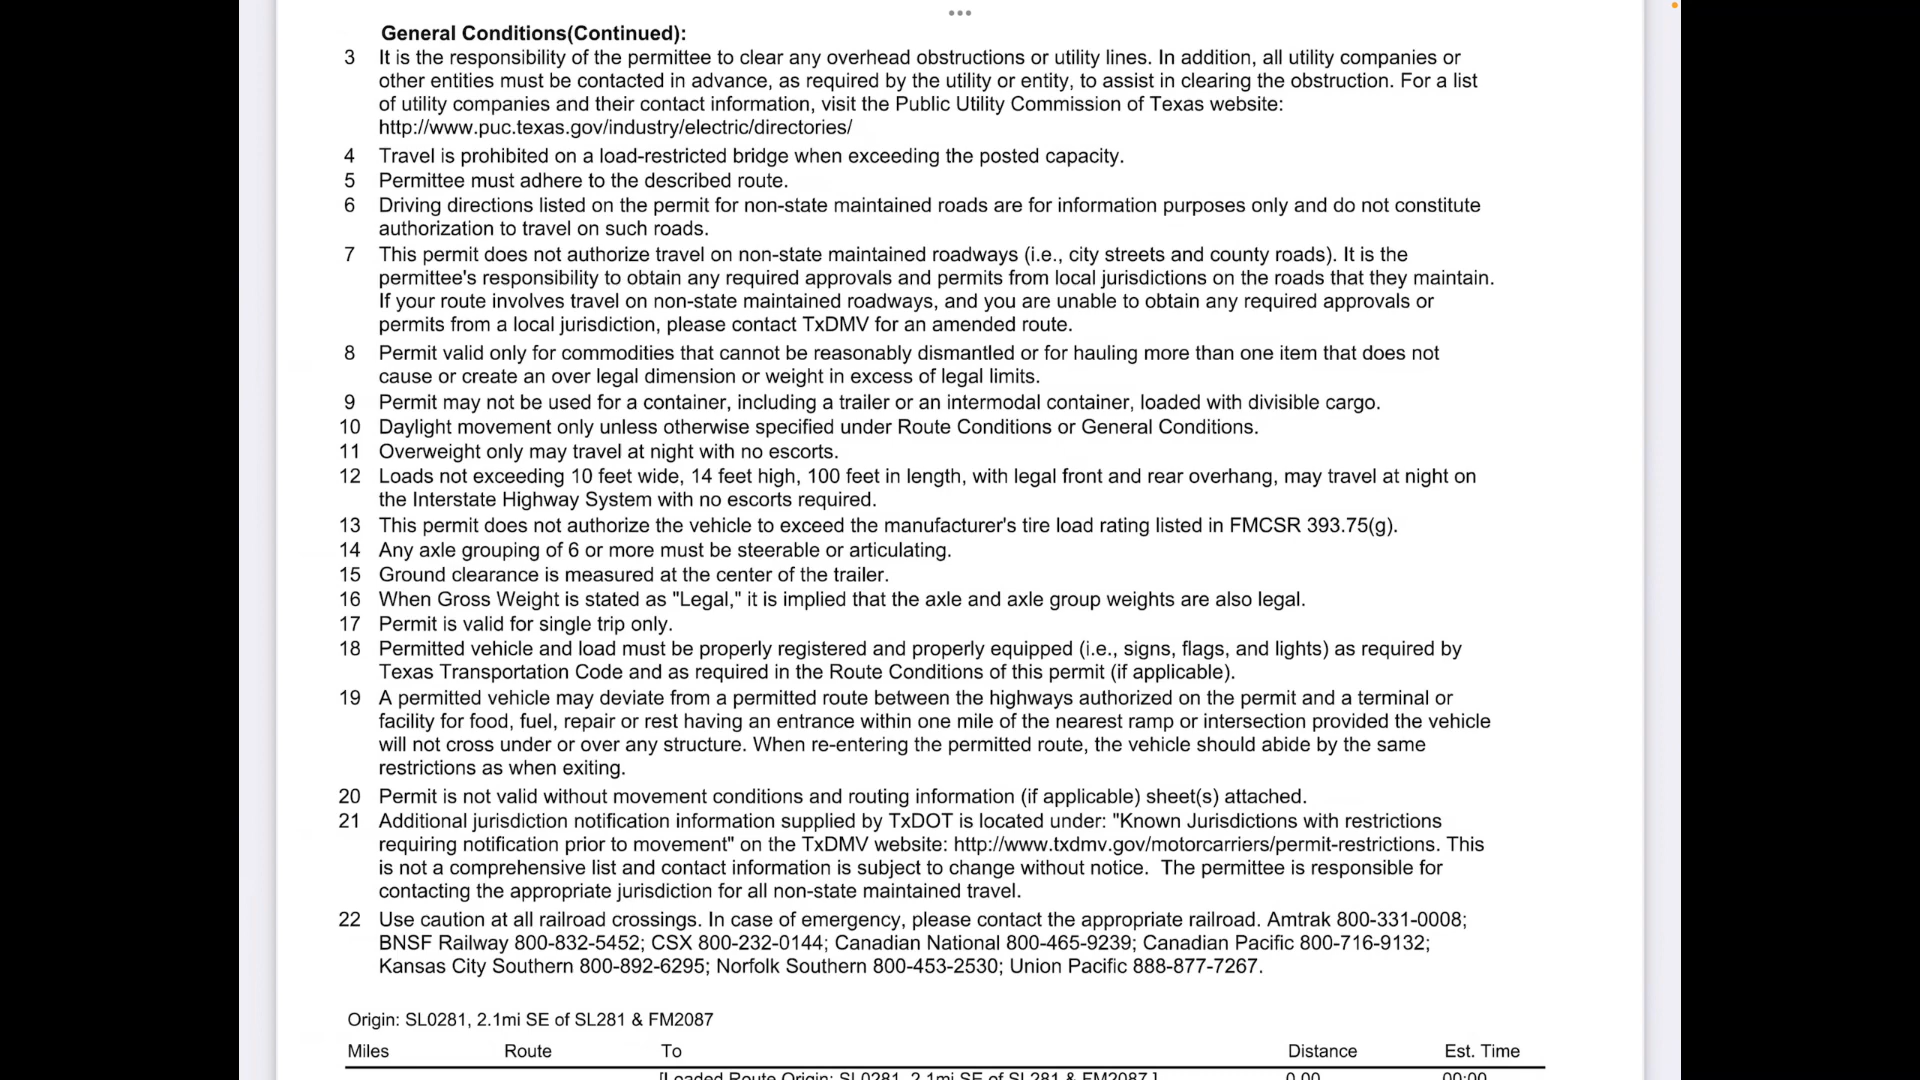 General Conditions(Continued):
3 It is the responsibility of the permittee to clear any overhead obstructions or utility lines. In addition, all utility companies or
other entities must be contacted in advance, as required by the utility or entity, to assist in clearing the obstruction. For a list
of utility companies and their contact information, visit the Public Utility Commission of Texas website:
http://www.puc.texas.gov/industry/electric/directories/
4 Travel is prohibited on a load-restricted bridge when exceeding the posted capacity.
5 Permittee must adhere to the described route.
6 Driving directions listed on the permit for non-state maintained roads are for information purposes only and do not constitute
authorization to travel on such roads.
7 This permit does not authorize travel on non-state maintained roadways (i.e., city streets and county roads). It is the
permittee's responsibility to obtain any required approvals and permits from local jurisdictions on the roads that they maintain.
If your route involves travel on non-state maintained roadways, and you are unable to obtain any required approvals or
permits from a local jurisdiction, please contact TxDMV for an amended route.
8 Permit valid only for commodities that cannot be reasonably dismantled or for hauling more than one item that does not
cause or create an over legal dimension or weight in excess of legal limits.
9 Permit may not be used for a container, including a trailer or an intermodal container, loaded with divisible cargo.
10 Daylight movement only unless otherwise specified under Route Conditions or General Conditions.
11 Overweight only may travel at night with no escorts.
12 Loads not exceeding 10 feet wide, 14 feet high, 100 feet in length, with legal front and rear overhang, may travel at night on
the Interstate Highway System with no escorts required.
13 This permit does not authorize the vehicle to exceed the manufacturer's tire load rating listed in FMCSR 393.75(g).
14 Any axle grouping of 6 or more must be steerable or articulating.
15 Ground clearance is measured at the center of the trailer.
16 When Gross Weight is stated as "Legal," it is implied that the axle and axle group weights are also legal.
17 Permit is valid for single trip only.
18 Permitted vehicle and load must be properly registered and properly equipped (i.e., signs, flags, and lights) as required by
Texas Transportation Code and as required in the Route Conditions of this permit (if applicable).
19 A permitted vehicle may deviate from a permitted route between the highways authorized on the permit and a terminal or
facility for food, fuel, repair or rest having an entrance within one mile of the nearest ramp or intersection provided the vehicle
will not cross under or over any structure. When re-entering the permitted route, the vehicle should abide by the same
restrictions as when exiting.
20 Permit is not valid without movement conditions and routing information (if applicable) sheet(s) attached.
21 Additional jurisdiction notification information supplied by TxDOT is located under: "Known Jurisdictions with restrictions
requiring notification prior to movement" on the TxDMV website: http://www.txdmv.gov/motorcarriers/permit-restrictions. This
is not a comprehensive list and contact information is subject to change without notice. The permittee is responsible for
contacting the appropriate jurisdiction for all non-state maintained travel.
22 Use caution at all railroad crossings. In case of emergency, please contact the appropriate railroad. Amtrak 800-331-0008;
BNSF Railway 800-832-5452; CSX 800-232-0144; Canadian National 800-465-9239; Canadian Pacific 800-716-9132;
Kansas City Southern 800-892-6295; Norfolk Southern 800-453-2530; Union Pacific 888-877-7267.
Origin: SL0281, 2.1mi SE of SL281 & FM2087
Miles Route To Distance Est. Time
[Loaded Route Origin: SL0281, 2.1mi SE of SL281 & FM2087 ] 0.00 00:00